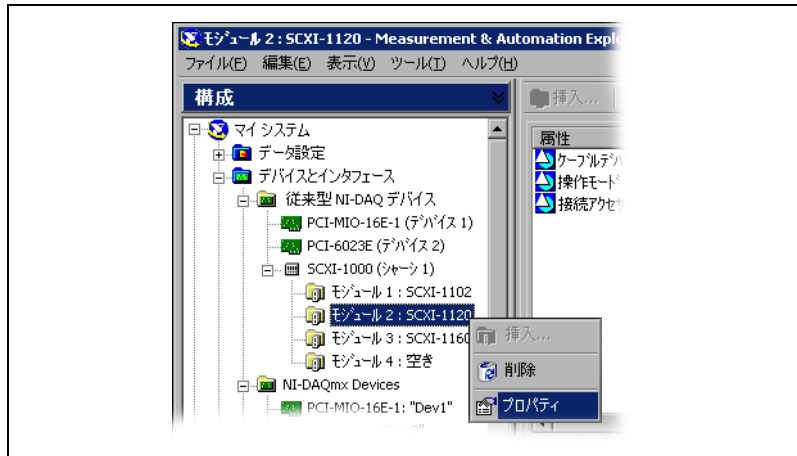 モジュール 2 : SCXI-1120 - Measurement & Automation Explo
ファイル(F) 編集(E) 表示(V) ツール(T) ヘルプ(H)
構成
挿入...
マイ システム
データ設定
デバイスとインタフェース
従来型 NI-DAQ デバイス
PCI-MIO-16E-1 (デバイス 1)
PCI-6023E (デバイス 2)
SCXI-1000 (シャーシ 1)
モジュール 1 : SCXI-1102
モジュール 2 : SCXI-1120
モジュール 3 : SCXI-1160
モジュール 4 : 空き
NI-DAQmx Devices
PCI-MIO-16E-1: "Dev1"
属性
ケーブルデバ
操作モード
接続アクセサ
挿入...
削除
プロパティ